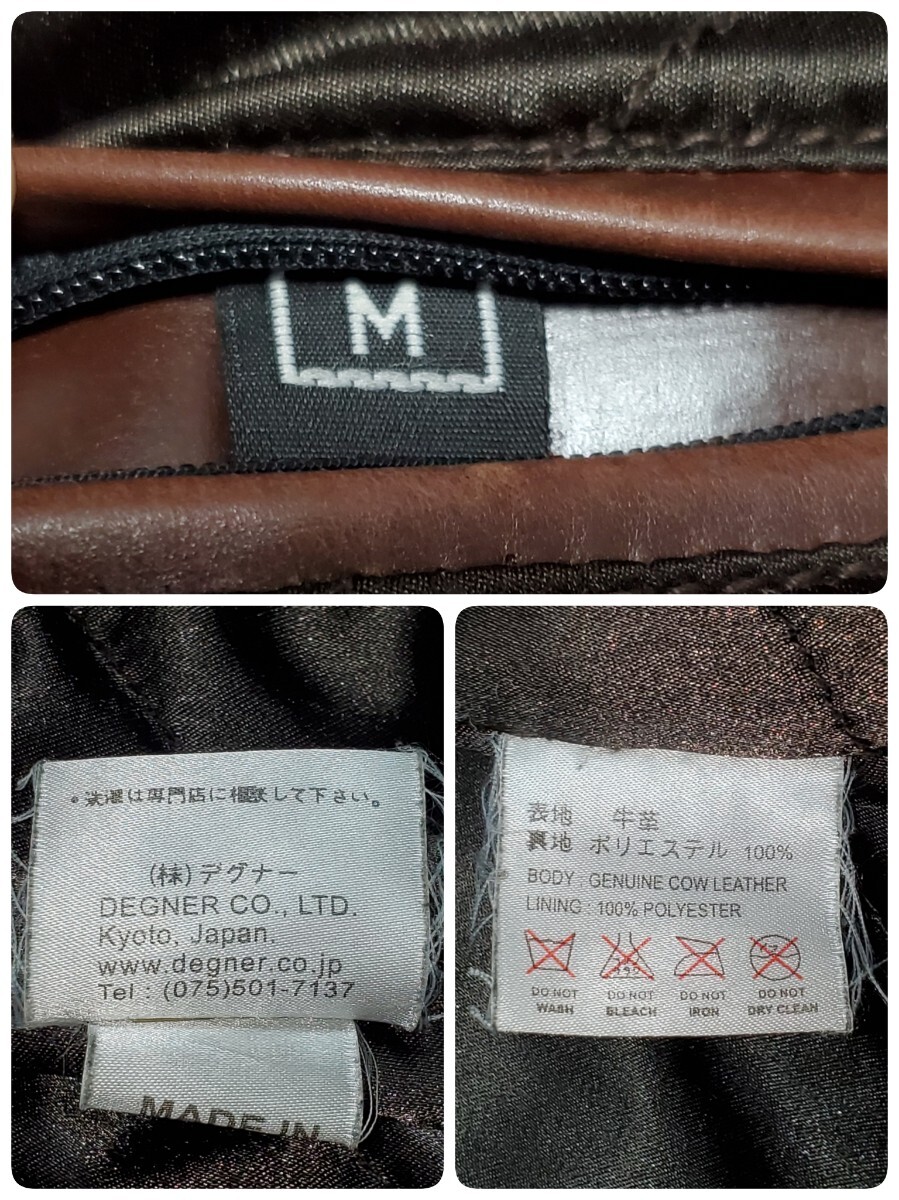 M
・洗濯は専門店に相談して下さい。
(株)デグナー
DEGNER CO., LTD.
Kyoto, Japan.
www.degner.co.jp
Tel : (075)501-7137
MADE IN
表地 牛革
裏地 ポリエステル 100%
BODY : GENUINE COW LEATHER
LINING : 100% POLYESTER
DO NOT WASH
DO NOT BLEACH
DO NOT IRON
DO NOT DRY CLEAN